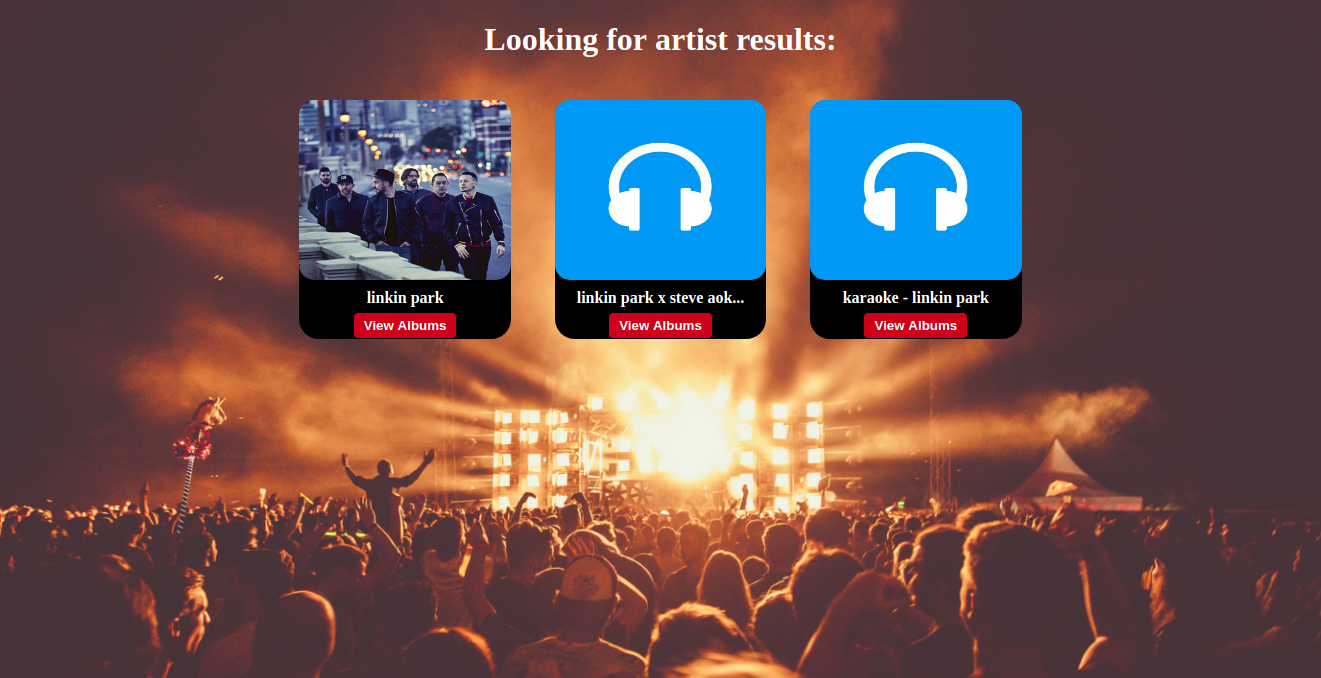 Looking for artist results:
linkin park
linkin park x steve aok...
karaoke - linkin park
View Albums
View Albums
View Albums